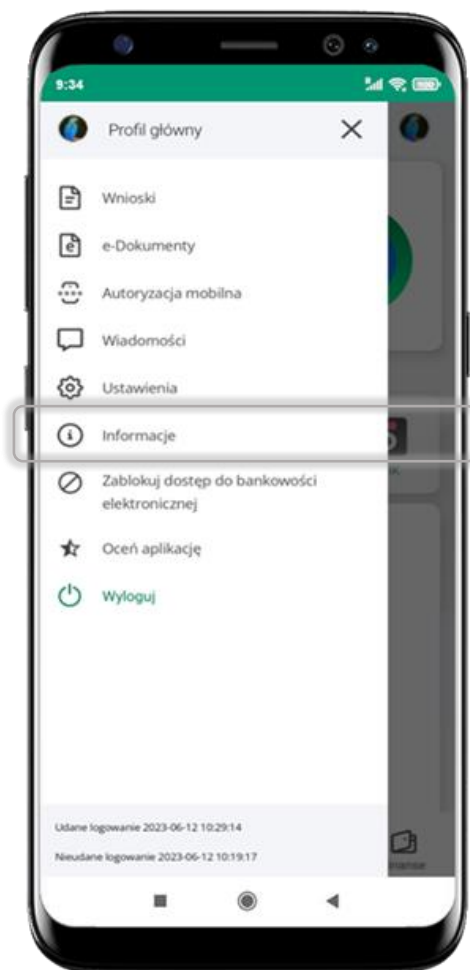 9:34
Profil główny
Wnioski
e-Dokumenty
Autoryzacja mobilna
Wiadomości
Ustawienia
Informacje
Zablokuj dostęp do bankowości
elektronicznej
Oceń aplikację
Wyloguj
Udane logowanie 2023-06-12 10:29:14
Nieudane logowanie 2023-06-12 10:19:17